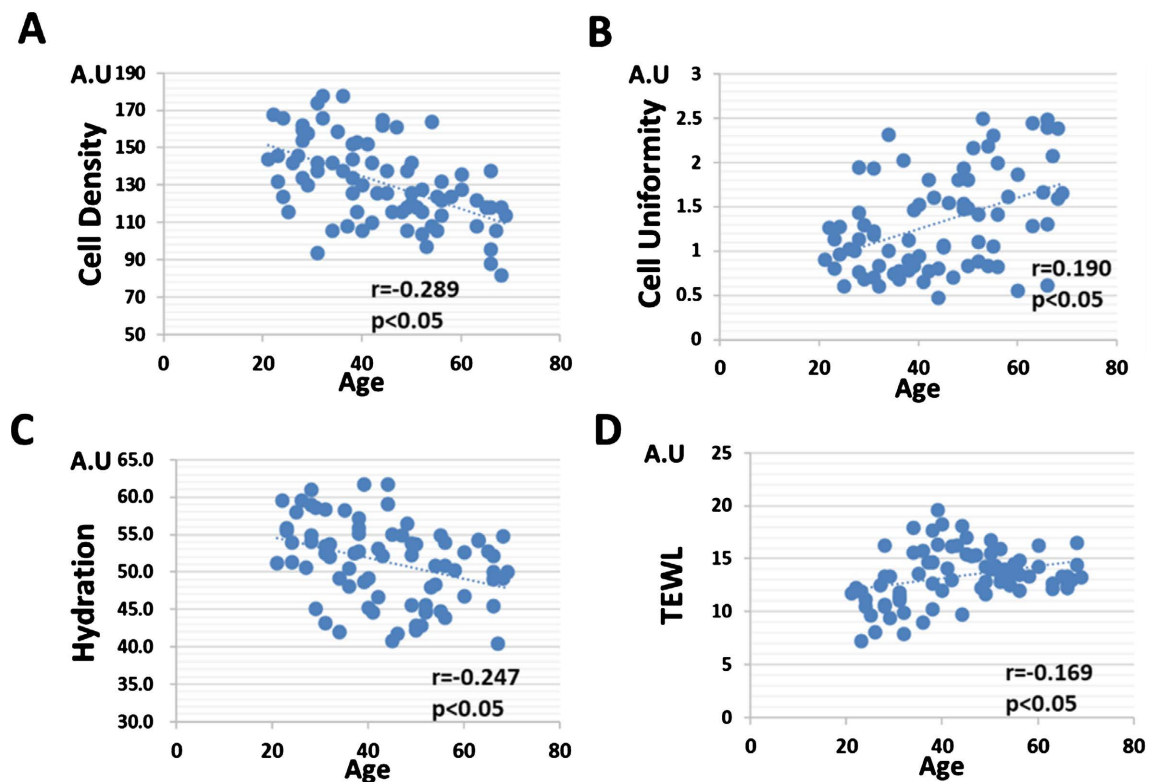 A
A.U
190
170
150
130
110
90
70
50
Cell Density
r=-0.289
p<0.05
0 20 40 60 80
Age
B
A.U
3
2.5
2
1.5
1
0.5
0
Cell Uniformity
r=0.190
p<0.05
0 20 40 60 80
Age
C
A.U
65.0
60.0
55.0
50.0
45.0
40.0
35.0
30.0
Hydration
r=-0.247
p<0.05
0 20 40 60 80
Age
D
A.U
25
20
15
10
5
0
TEWL
r=-0.169
p<0.05
0 20 40 60 80
Age